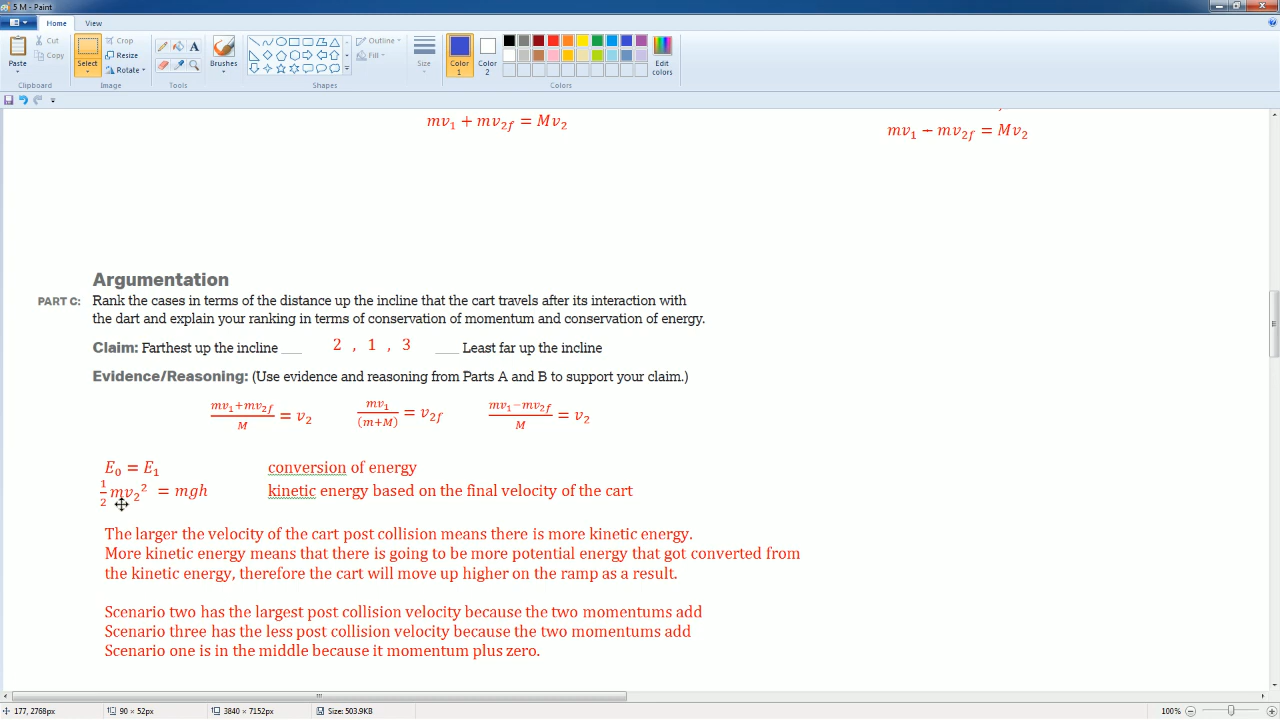 5 M - Paint
Home View
Paste
Cut
Copy
Clipboard
Select
Crop
Resize
Rotate
Image
Tools
Brushes
Shapes
Outline
Fill
Size
Color 1
Color 2
Edit colors
Colors
mv₁ + mv₂f = Mv₂
mv₁ − mv₂f = Mv₂
Argumentation
PART C: Rank the cases in terms of the distance up the incline that the cart travels after its interaction with
the dart and explain your ranking in terms of conservation of momentum and conservation of energy.
Claim: Farthest up the incline ___ 2 , 1 , 3 ___ Least far up the incline
Evidence/Reasoning: (Use evidence and reasoning from Parts A and B to support your claim.)
(mv₁+mv₂f)/M = v₂ mv₁/(m+M) = v₂f (mv₁−mv₂f)/M = v₂
E₀ = E₁ conversion of energy
½mv₂² = mgh kinetic energy based on the final velocity of the cart
The larger the velocity of the cart post collision means there is more kinetic energy.
More kinetic energy means that there is going to be more potential energy that got converted from
the kinetic energy, therefore the cart will move up higher on the ramp as a result.
Scenario two has the largest post collision velocity because the two momentums add
Scenario three has the less post collision velocity because the two momentums add
Scenario one is in the middle because it momentum plus zero.
177, 2768px 90 × 52px 3840 × 7152px Size: 503.9KB 100%